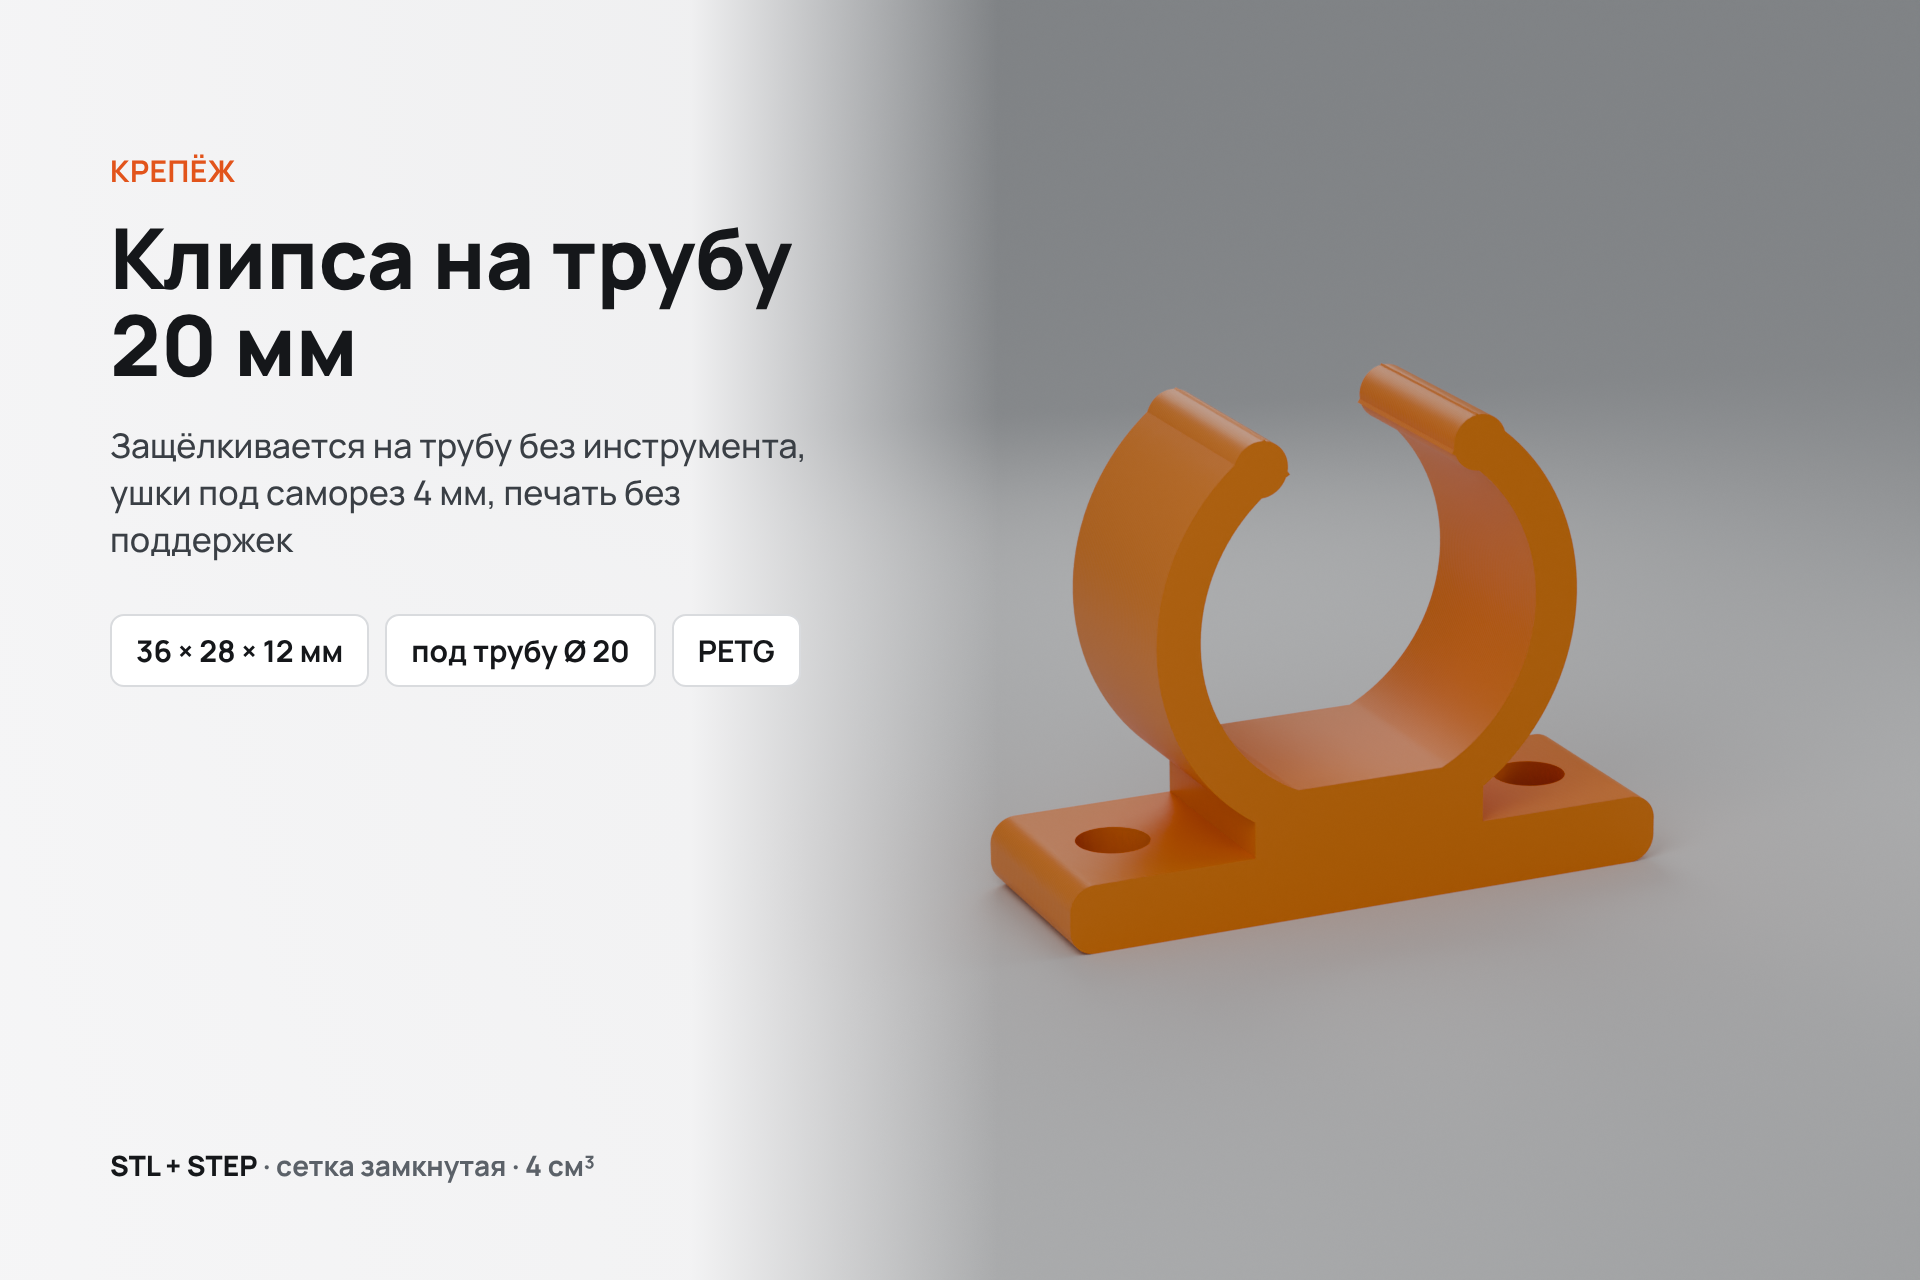 КРЕПЁЖ
Клипса на трубу
20 мм
Защёлкивается на трубу без инструмента,
ушки под саморез 4 мм, печать без
поддержек
36 × 28 × 12 мм
под трубу Ø 20
PETG
STL + STEP · сетка замкнутая · 4 см³